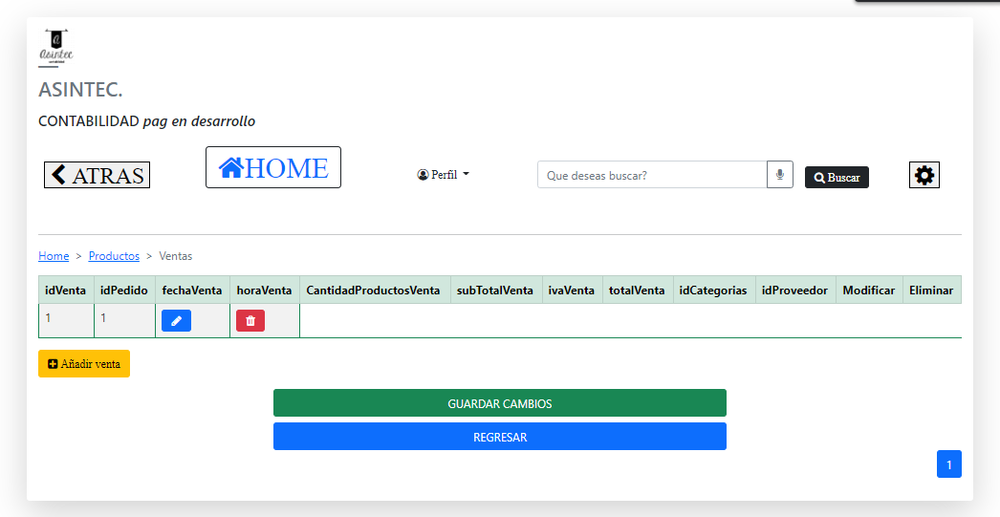 Asintec
ASINTEC.
CONTABILIDAD pag en desarrollo
ATRAS
HOME
Perfil
Que deseas buscar?
Buscar
Home > Productos > Ventas
idVenta idPedido fechaVenta horaVenta CantidadProductosVenta subTotalVenta ivaVenta totalVenta idCategorias idProveedor Modificar Eliminar
1 1
Añadir venta
GUARDAR CAMBIOS
REGRESAR
1